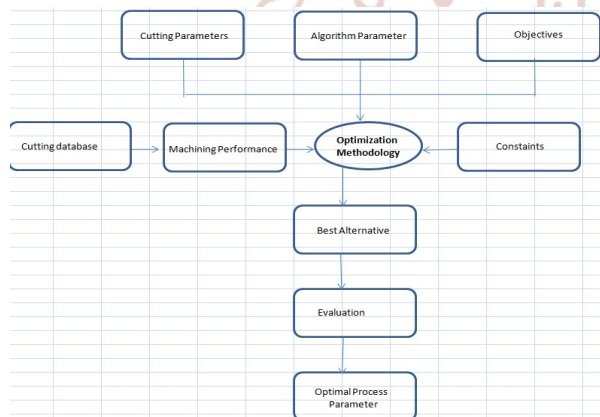 Cutting Parameters
Algorithm Parameter
Objectives
Cutting database
Machining Performance
Optimization
Methodology
Constaints
Best Alternative
Evaluation
Optimal Process
Parameter